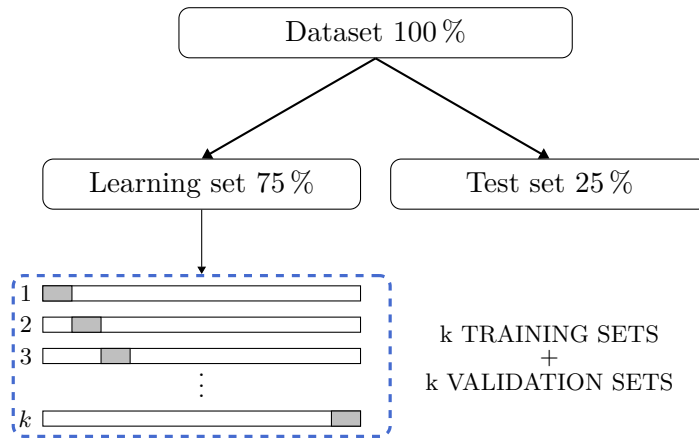 Dataset 100 %
Learning set 75 %
Test set 25 %
1
2
3
⋮
k
k TRAINING SETS
+
k VALIDATION SETS